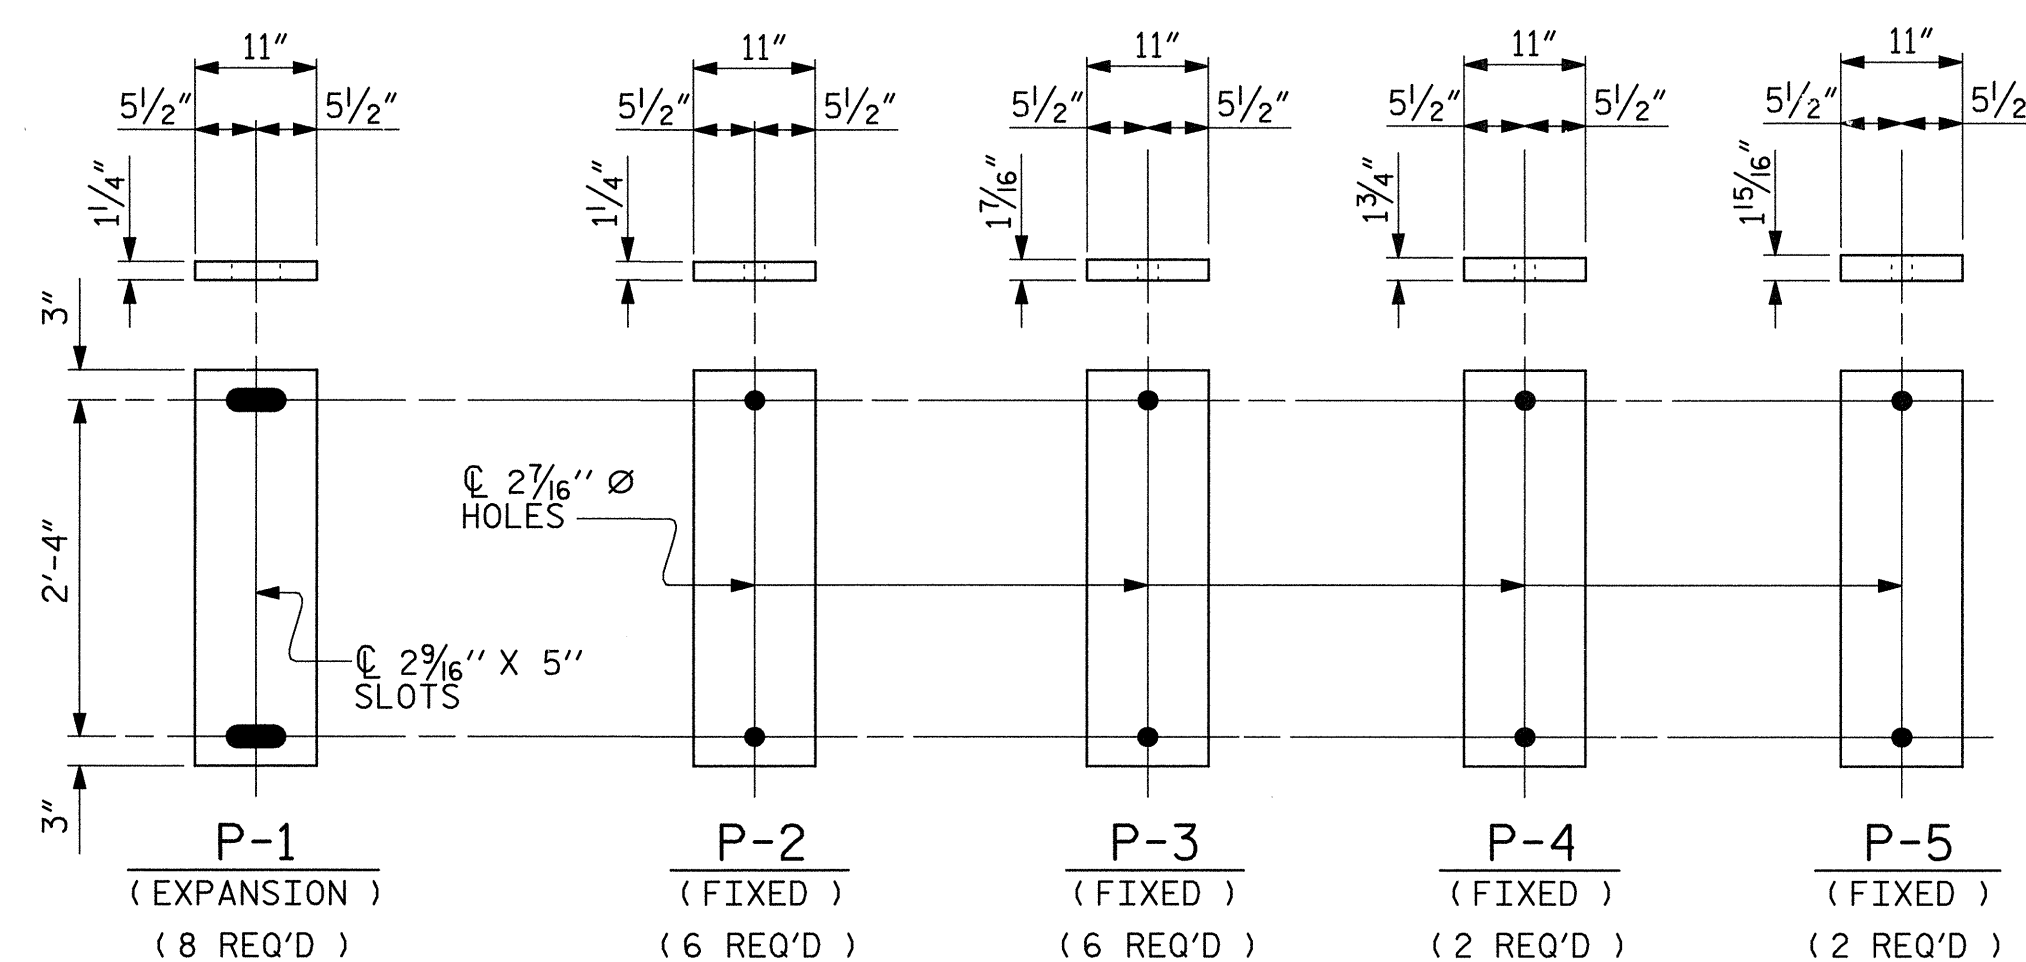 11" 11" 11" 11" 11"
5½" 5½" 5½" 5½" 5½" 5½" 5½" 5½" 5½" 5½
1¼" 1¼" 1 7/16" 1¾" 1 15/16"
3"
2'-4"
3"
℄ 2 7/16" Ø
HOLES
℄ 2 9/16" X 5"
SLOTS
P-1 P-2 P-3 P-4 P-5
( EXPANSION ) ( FIXED ) ( FIXED ) ( FIXED ) ( FIXED )
( 8 REQ'D ) ( 6 REQ'D ) ( 6 REQ'D ) ( 2 REQ'D ) ( 2 REQ'D )